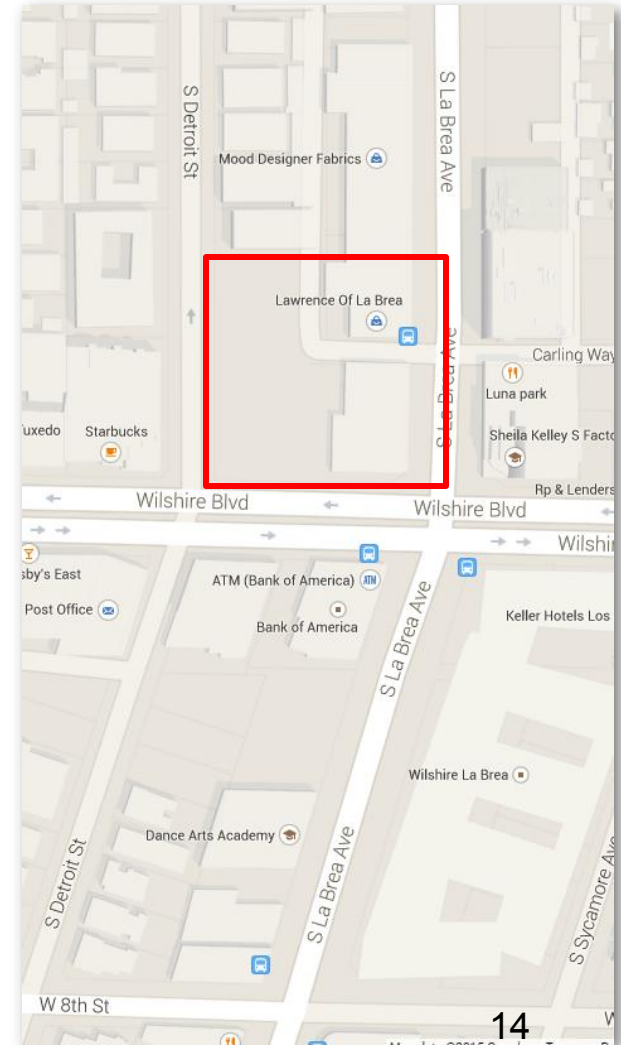 S Detroit St
S La Brea Ave
Mood Designer Fabrics
Lawrence Of La Brea
Carling Way
Luna park
S La Brea Ave
uxedo
Starbucks
Sheila Kelley S Facto
Rp & Lenders
Wilshire Blvd
Wilshire Blvd
Wilshir
sby's East
ATM (Bank of America)
ATM
Post Office
Bank of America
Keller Hotels Los
S La Brea Ave
Wilshire La Brea
Dance Arts Academy
S Detroit St
S La Brea Ave
S Sycamore Ave
W 8th St
14
W